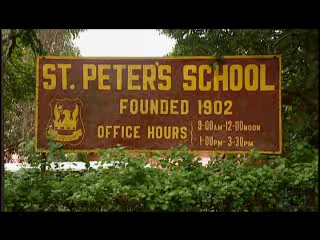 ST. PETER'S SCHOOL
FOUNDED 1902
OFFICE HOURS { 9·00AM-12·00NOON
1·00PM- 3·30PM